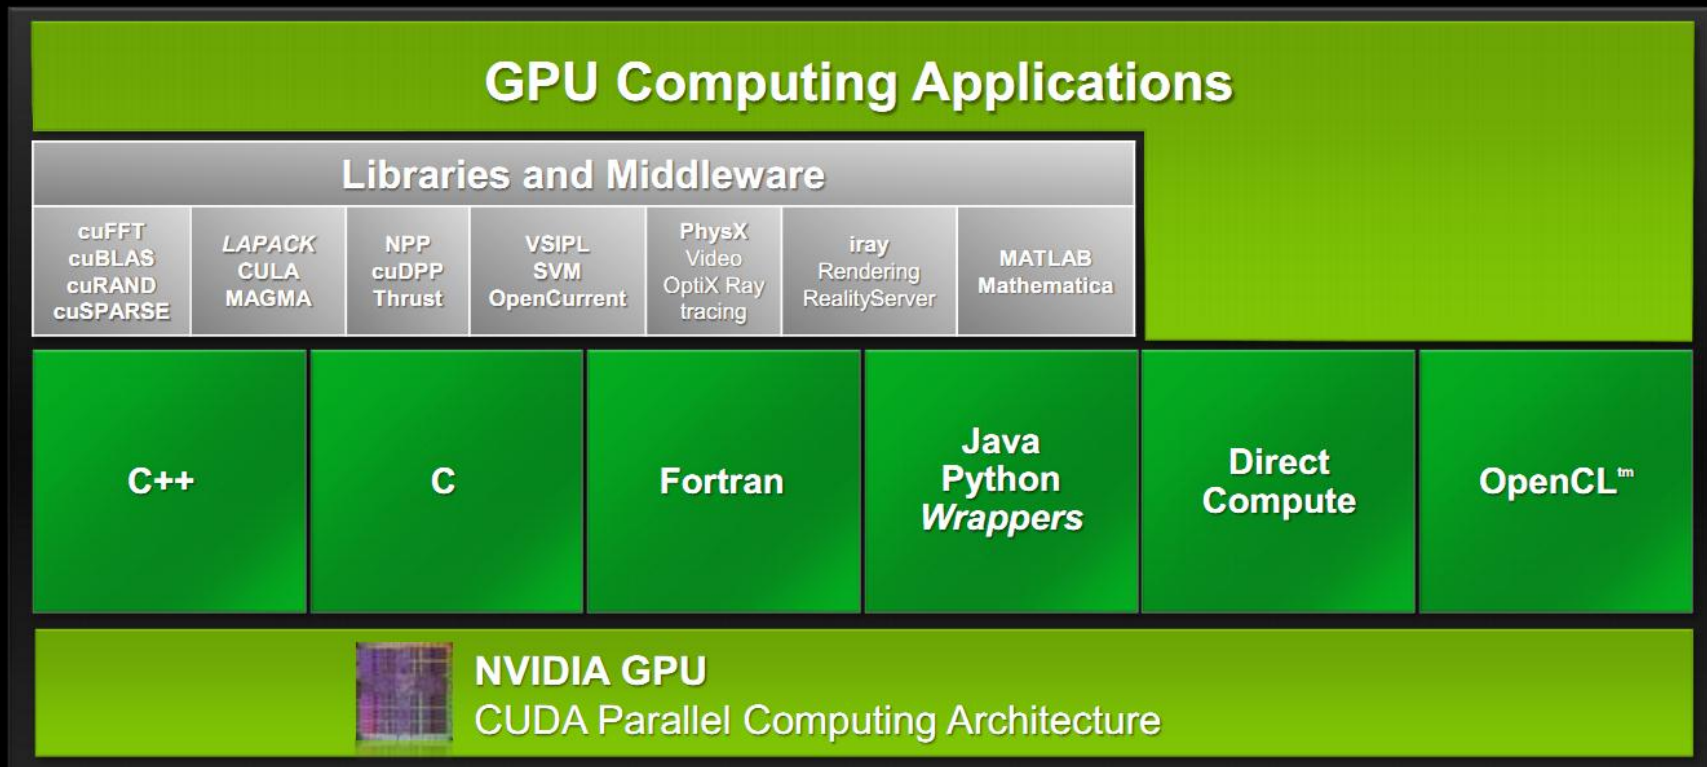 GPU Computing Applications
Libraries and Middleware
cuFFT
cuBLAS
cuRAND
cuSPARSE
LAPACK
CULA
MAGMA
NPP
cuDPP
Thrust
VSIPL
SVM
OpenCurrent
PhysX
Video
OptiX Ray
tracing
iray
Rendering
RealityServer
MATLAB
Mathematica
C++
C
Fortran
Java
Python
Wrappers
Direct
Compute
OpenCL™
NVIDIA GPU
CUDA Parallel Computing Architecture